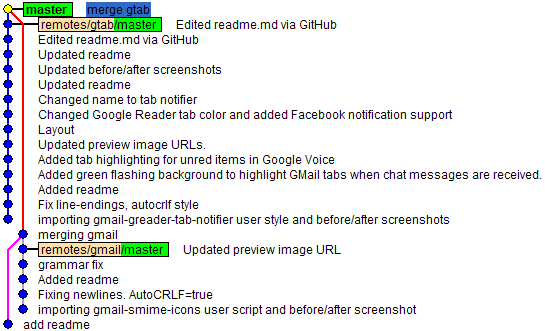 master merge gtab
remotes/gtab/master Edited readme.md via GitHub
Edited readme.md via GitHub
Updated readme
Updated before/after screenshots
Updated readme
Changed name to tab notifier
Changed Google Reader tab color and added Facebook notification support
Layout
Updated preview image URLs.
Added tab highlighting for unred items in Google Voice
Added green flashing background to highlight GMail tabs when chat messages are received.
Added readme
Fix line-endings, autocrlf style
importing gmail-greader-tab-notifier user style and before/after screenshots
merging gmail
remotes/gmail/master Updated preview image URL
grammar fix
Added readme
Fixing newlines. AutoCRLF=true
importing gmail-smime-icons user script and before/after screenshot
add readme